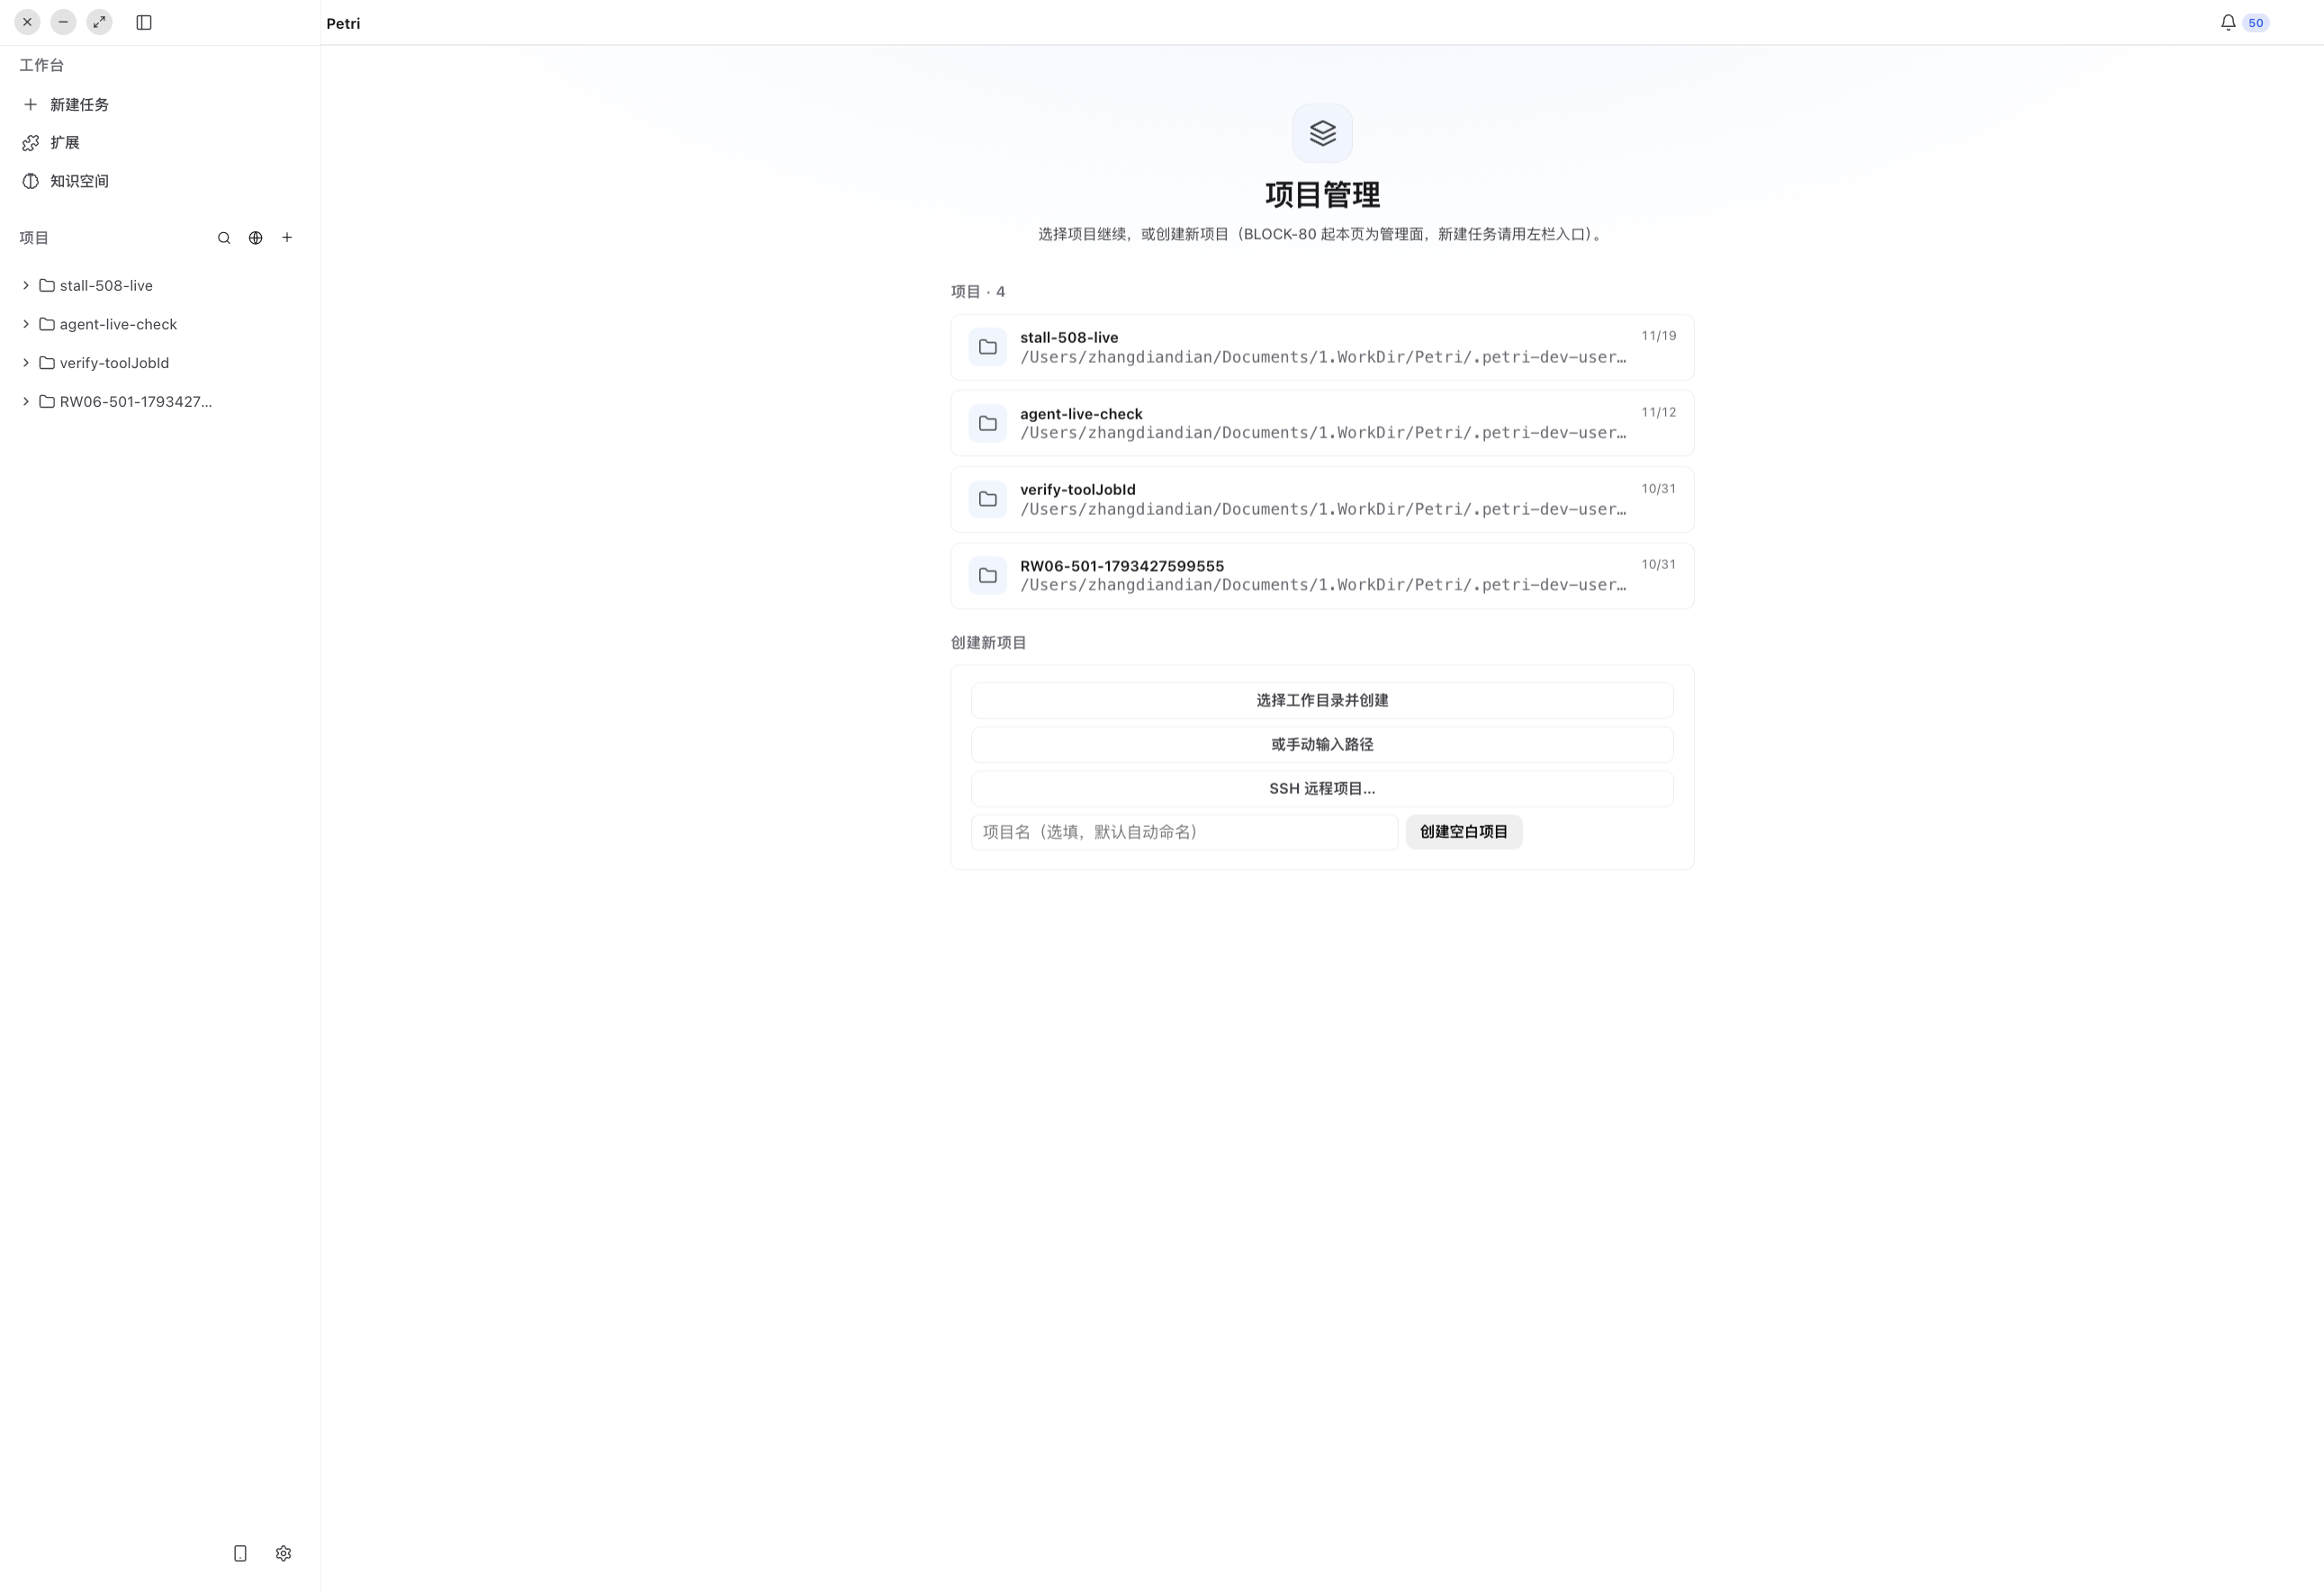 Petri
50
工作台
新建任务
扩展
知识空间
项目
stall-508-live
agent-live-check
verify-toolJobId
RW06-501-1793427...
项目管理
选择项目继续，或创建新项目（BLOCK-80 起本页为管理面，新建任务请用左栏入口）。
项目 · 4
stall-508-live
11/19
/Users/zhangdiandian/Documents/1.WorkDir/Petri/.petri-dev-user…
agent-live-check
11/12
/Users/zhangdiandian/Documents/1.WorkDir/Petri/.petri-dev-user…
verify-toolJobId
10/31
/Users/zhangdiandian/Documents/1.WorkDir/Petri/.petri-dev-user…
RW06-501-1793427599555
10/31
/Users/zhangdiandian/Documents/1.WorkDir/Petri/.petri-dev-user…
创建新项目
选择工作目录并创建
或手动输入路径
SSH 远程项目...
项目名（选填，默认自动命名）
创建空白项目